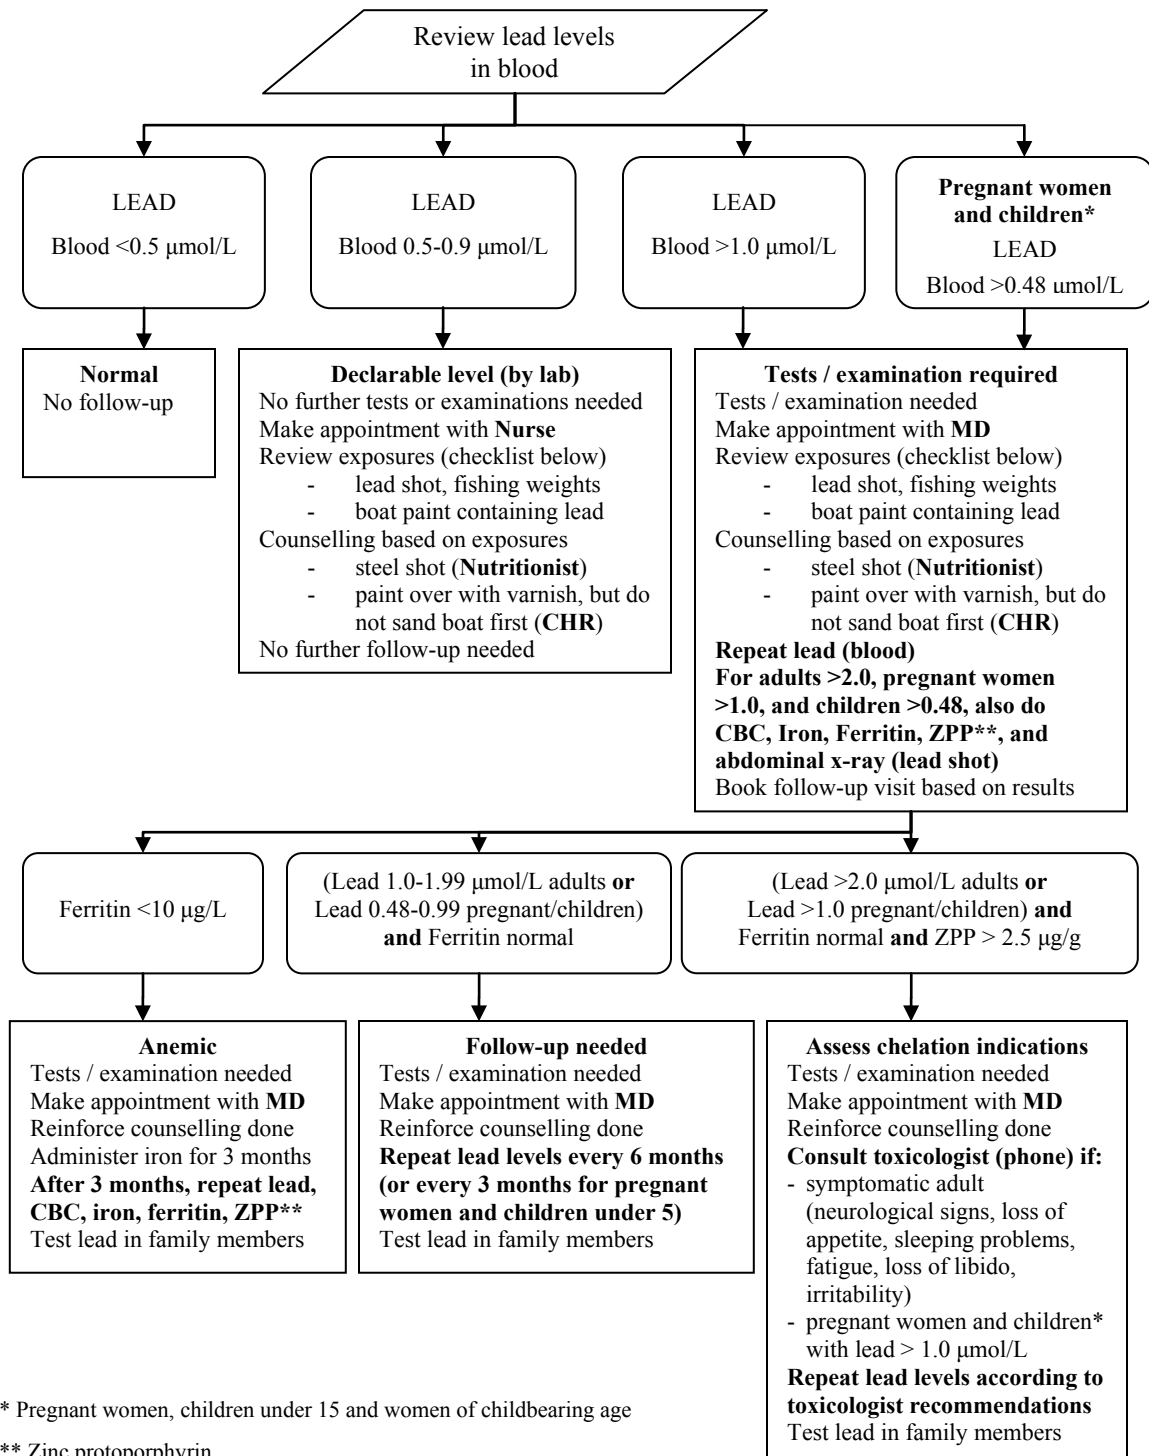 Review lead levels
in blood
LEAD
Blood <0.5 μmol/L
LEAD
Blood 0.5-0.9 μmol/L
LEAD
Blood >1.0 μmol/L
Pregnant women
and children*
LEAD
Blood >0.48 umol/L
Normal
No follow-up
Declarable level (by lab)
No further tests or examinations needed
Make appointment with Nurse
Review exposures (checklist below)
- lead shot, fishing weights
- boat paint containing lead
Counselling based on exposures
- steel shot (Nutritionist)
- paint over with varnish, but do
not sand boat first (CHR)
No further follow-up needed
Tests / examination required
Tests / examination needed
Make appointment with MD
Review exposures (checklist below)
- lead shot, fishing weights
- boat paint containing lead
Counselling based on exposures
- steel shot (Nutritionist)
- paint over with varnish, but do
not sand boat first (CHR)
Repeat lead (blood)
For adults >2.0, pregnant women
>1.0, and children >0.48, also do
CBC, Iron, Ferritin, ZPP**, and
abdominal x-ray (lead shot)
Book follow-up visit based on results
Ferritin <10 μg/L
(Lead 1.0-1.99 μmol/L adults or
Lead 0.48-0.99 pregnant/children)
and Ferritin normal
(Lead >2.0 μmol/L adults or
Lead >1.0 pregnant/children) and
Ferritin normal and ZPP > 2.5 μg/g
Anemic
Tests / examination needed
Make appointment with MD
Reinforce counselling done
Administer iron for 3 months
After 3 months, repeat lead,
CBC, iron, ferritin, ZPP**
Test lead in family members
Follow-up needed
Tests / examination needed
Make appointment with MD
Reinforce counselling done
Repeat lead levels every 6 months
(or every 3 months for pregnant
women and children under 5)
Test lead in family members
Assess chelation indications
Tests / examination needed
Make appointment with MD
Reinforce counselling done
Consult toxicologist (phone) if:
- symptomatic adult
(neurological signs, loss of
appetite, sleeping problems,
fatigue, loss of libido,
irritability)
- pregnant women and children*
with lead > 1.0 μmol/L
Repeat lead levels according to
toxicologist recommendations
Test lead in family members
* Pregnant women, children under 15 and women of childbearing age
** Zinc protoporphyrin